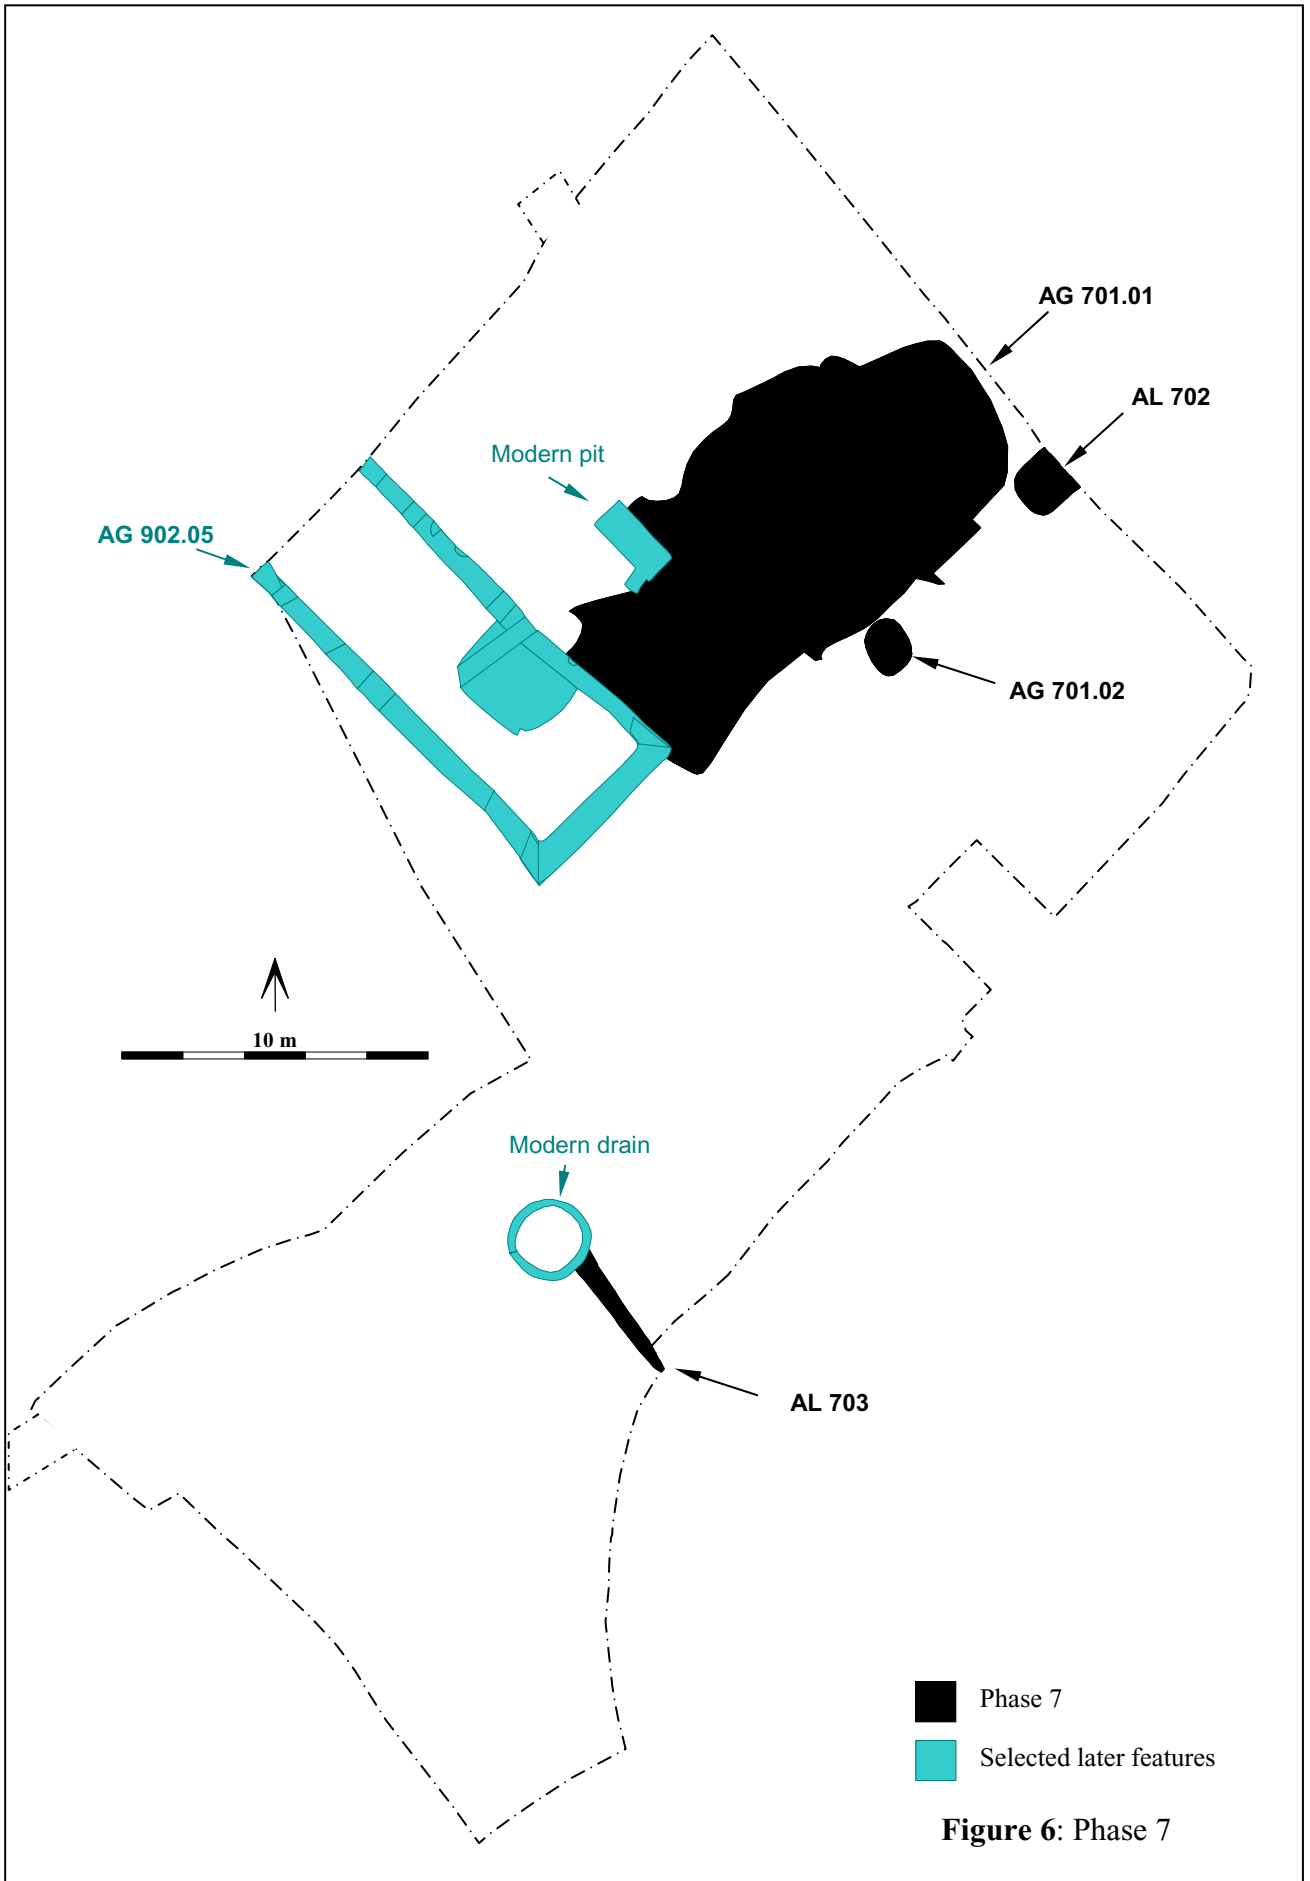 AG 701.01
AL 702
Modern pit
AG 902.05
AG 701.02
10 m
Modern drain
AL 703
Phase 7
Selected later features
Figure 6: Phase 7